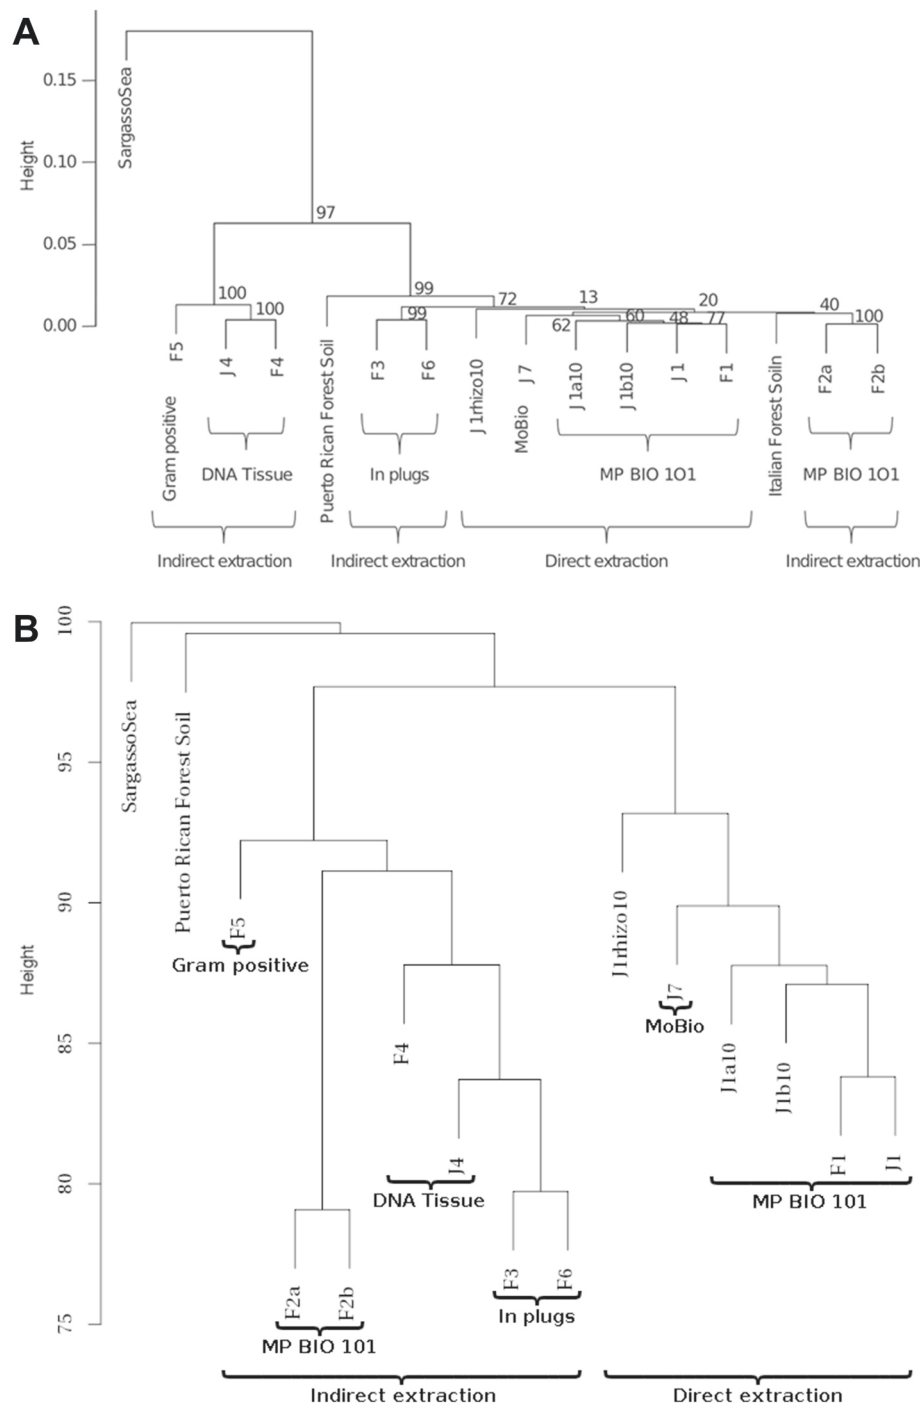 A
Height
0.15
0.10
0.05
0.00
SargassoSea
97
100
100
99
99
72
13
20
40
100
62
60
48
77
F5
J 4
F4
Puerto Rican Forest Soil
F3
F6
J 1rhizo10
J 7
J 1a10
J 1b10
J 1
F1
Italian Forest Soiln
F2a
F2b
Gram positive
DNA Tissue
In plugs
MoBio
MP BIO 1O1
MP BIO 1O1
Indirect extraction
Indirect extraction
Direct extraction
Indirect extraction
B
Height
100
95
90
85
80
75
SargassoSea
Puerto Rican Forest Soil
F5
Gram positive
J1rhizo10
J7
MoBio
F4
J1a10
J1b10
J4
DNA Tissue
F1
J1
MP BIO 101
F2a
F2b
MP BIO 101
F3
F6
In plugs
Indirect extraction
Direct extraction